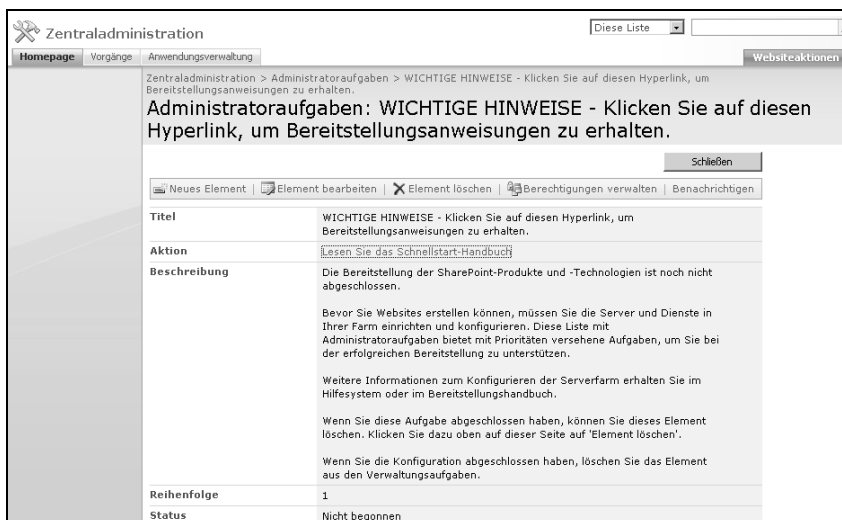 Zentraladministration
Diese Liste
Homepage Vorgänge Anwendungsverwaltung
Websiteaktionen
Zentraladministration > Administratoraufgaben > WICHTIGE HINWEISE - Klicken Sie auf diesen Hyperlink, um
Bereitstellungsanweisungen zu erhalten.
Administratoraufgaben: WICHTIGE HINWEISE - Klicken Sie auf diesen
Hyperlink, um Bereitstellungsanweisungen zu erhalten.
Schließen
Neues Element | Element bearbeiten | Element löschen | Berechtigungen verwalten | Benachrichtigen
Titel
WICHTIGE HINWEISE - Klicken Sie auf diesen Hyperlink, um
Bereitstellungsanweisungen zu erhalten.
Aktion
Lesen Sie das Schnellstart-Handbuch
Beschreibung
Die Bereitstellung der SharePoint-Produkte und -Technologien ist noch nicht
abgeschlossen.
Bevor Sie Websites erstellen können, müssen Sie die Server und Dienste in
Ihrer Farm einrichten und konfigurieren. Diese Liste mit
Administratoraufgaben bietet mit Prioritäten versehene Aufgaben, um Sie bei
der erfolgreichen Bereitstellung zu unterstützen.
Weitere Informationen zum Konfigurieren der Serverfarm erhalten Sie im
Hilfesystem oder im Bereitstellungshandbuch.
Wenn Sie diese Aufgabe abgeschlossen haben, können Sie dieses Element
löschen. Klicken Sie dazu oben auf dieser Seite auf 'Element löschen'.
Wenn Sie die Konfiguration abgeschlossen haben, löschen Sie das Element
aus den Verwaltungsaufgaben.
Reihenfolge
1
Status
Nicht begonnen